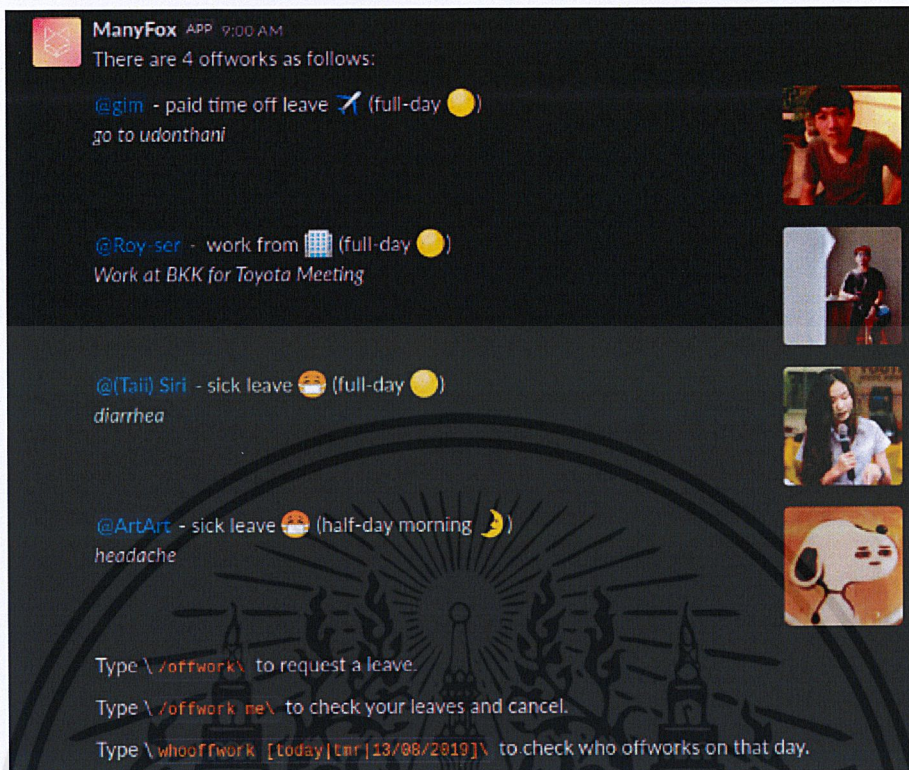 ManyFox APP 9:00 AM
There are 4 offworks as follows:
@gim - paid time off leave ✈️ (full-day 🟡)
go to udonthani
@Roy-ser - work from 🏢 (full-day 🟡)
Work at BKK for Toyota Meeting
@(Taii) Siri - sick leave 😷 (full-day 🟡)
diarrhea
@ArtArt - sick leave 😷 (half-day morning 🌛)
headache
Type \ /offwork\ to request a leave.
Type \ /offwork me\ to check your leaves and cancel.
Type \ whooffwork [today|tmr|13/08/2019]\ to check who offworks on that day.